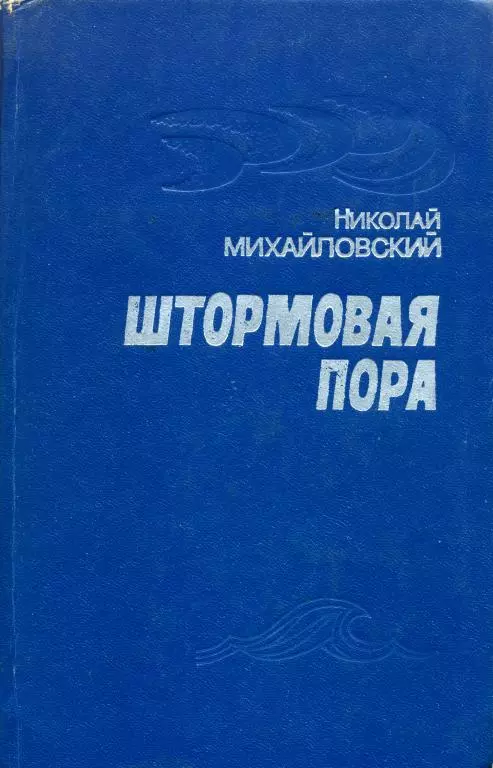 Николай
Михайловский
Штормовая
пора